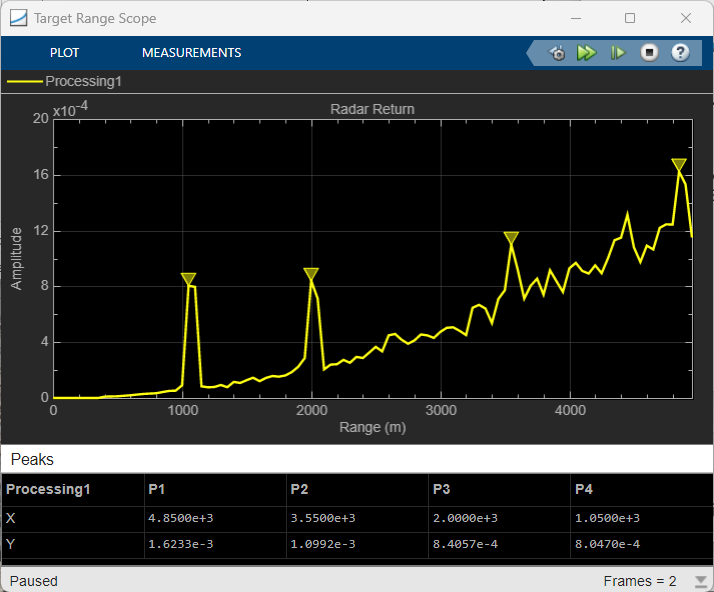 Target Range Scope
PLOT MEASUREMENTS
Processing1
x10-4
Radar Return
20
16
12
8
4
0
Amplitude
0 1000 2000 3000 4000
Range (m)
Peaks
Processing1 P1 P2 P3 P4
X 4.8500e+3 3.5500e+3 2.0000e+3 1.0500e+3
Y 1.6233e-3 1.0992e-3 8.4057e-4 8.0470e-4
Paused Frames = 2